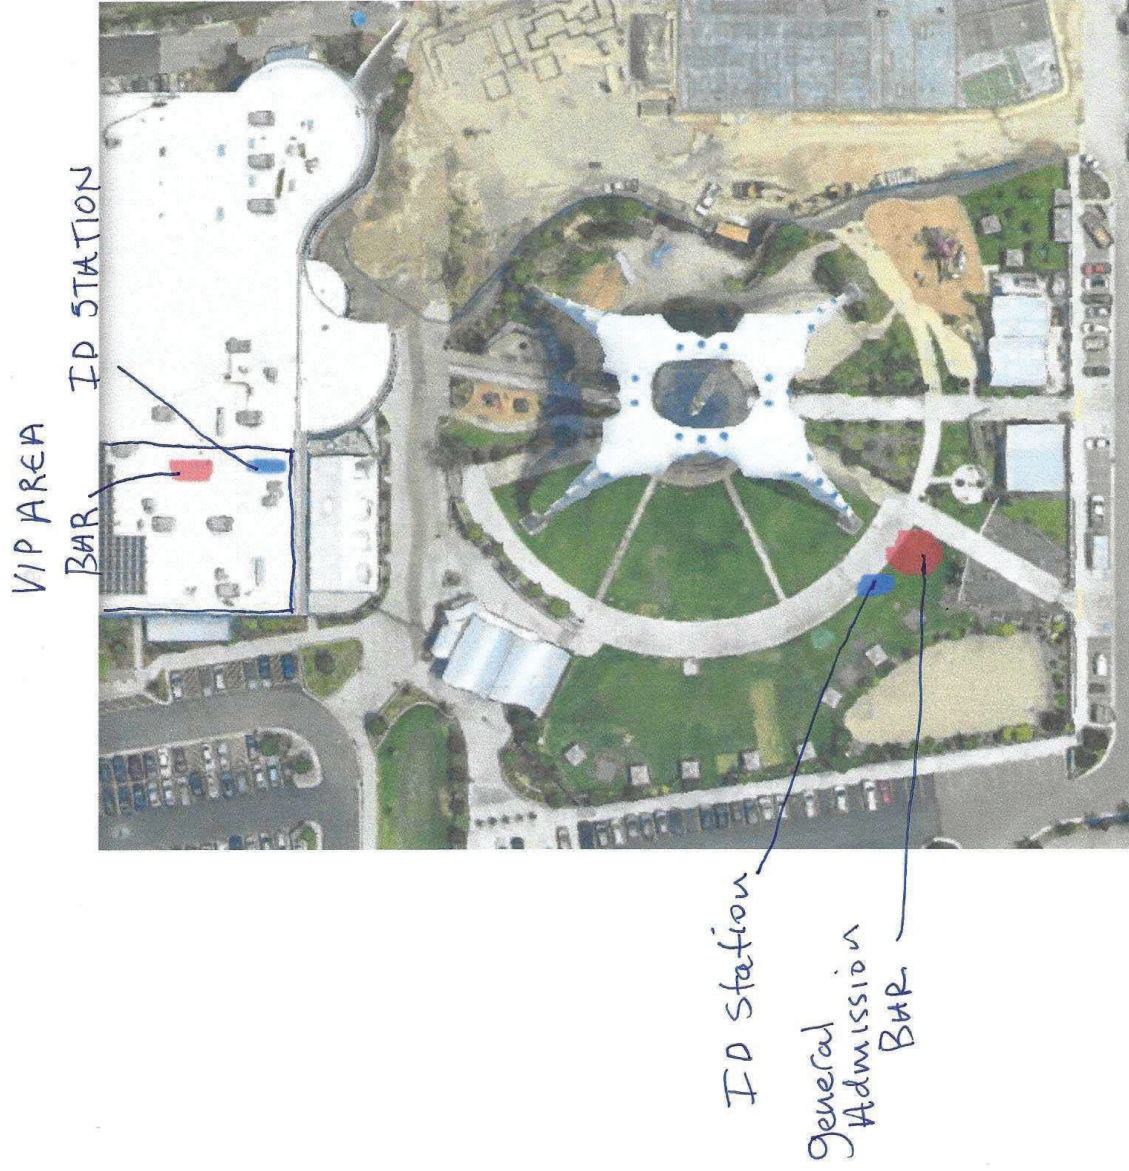 VIP AREA
BAR
ID STATION
ID Station
general
Admission
BAR